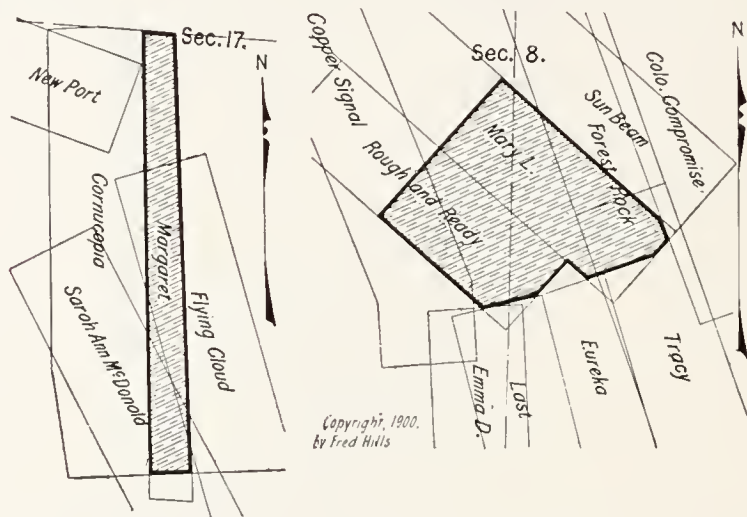 Sec. 17.
N
New Port
Cornucopia
Margaret
Flying Cloud
Sarah Ann McDonald
Sec. 8.
N
Copper Signal
Rough and Ready
Mary L.
Sun Beam
Forest Rock
Colo. Compromise.
Emma D.
Last
Eureka
Tracy
Copyright, 1900.
by Fred Hills